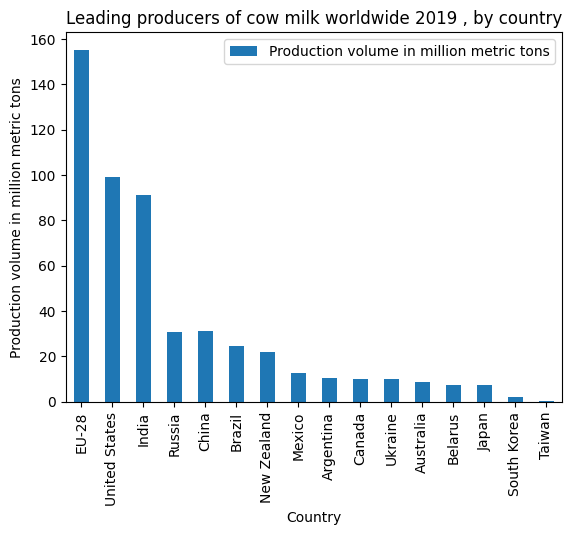 Leading producers of cow milk worldwide 2019 , by country
Production volume in million metric tons
Production volume in million metric tons
160
140
120
100
80
60
40
20
0
EU-28
United States
India
Russia
China
Brazil
New Zealand
Mexico
Argentina
Canada
Ukraine
Australia
Belarus
Japan
South Korea
Taiwan
Country